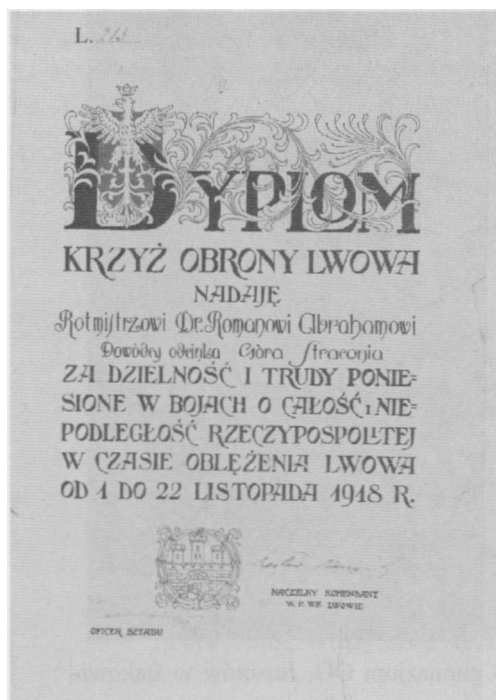 L. 213
DYPLOM
KRZYŻ OBRONY LWOWA
NADAJĘ
Rotmistrzowi Dr. Romanowi Abrahamowi
Dowódcy odcinka Góra Stracenia
ZA DZIELNOŚĆ I TRUDY PONIE=
SIONE W BOJACH O CAŁOŚĆ i NIE=
PODLEGŁOŚĆ RZECZYPOSPOLITEJ
W CZASIE OBLĘŻENIA LWOWA
OD 1 DO 22 LISTOPADA 1918 R.
NACZELNY KOMENDANT
W. P. WE LWOWIE
OFICER SZTABU